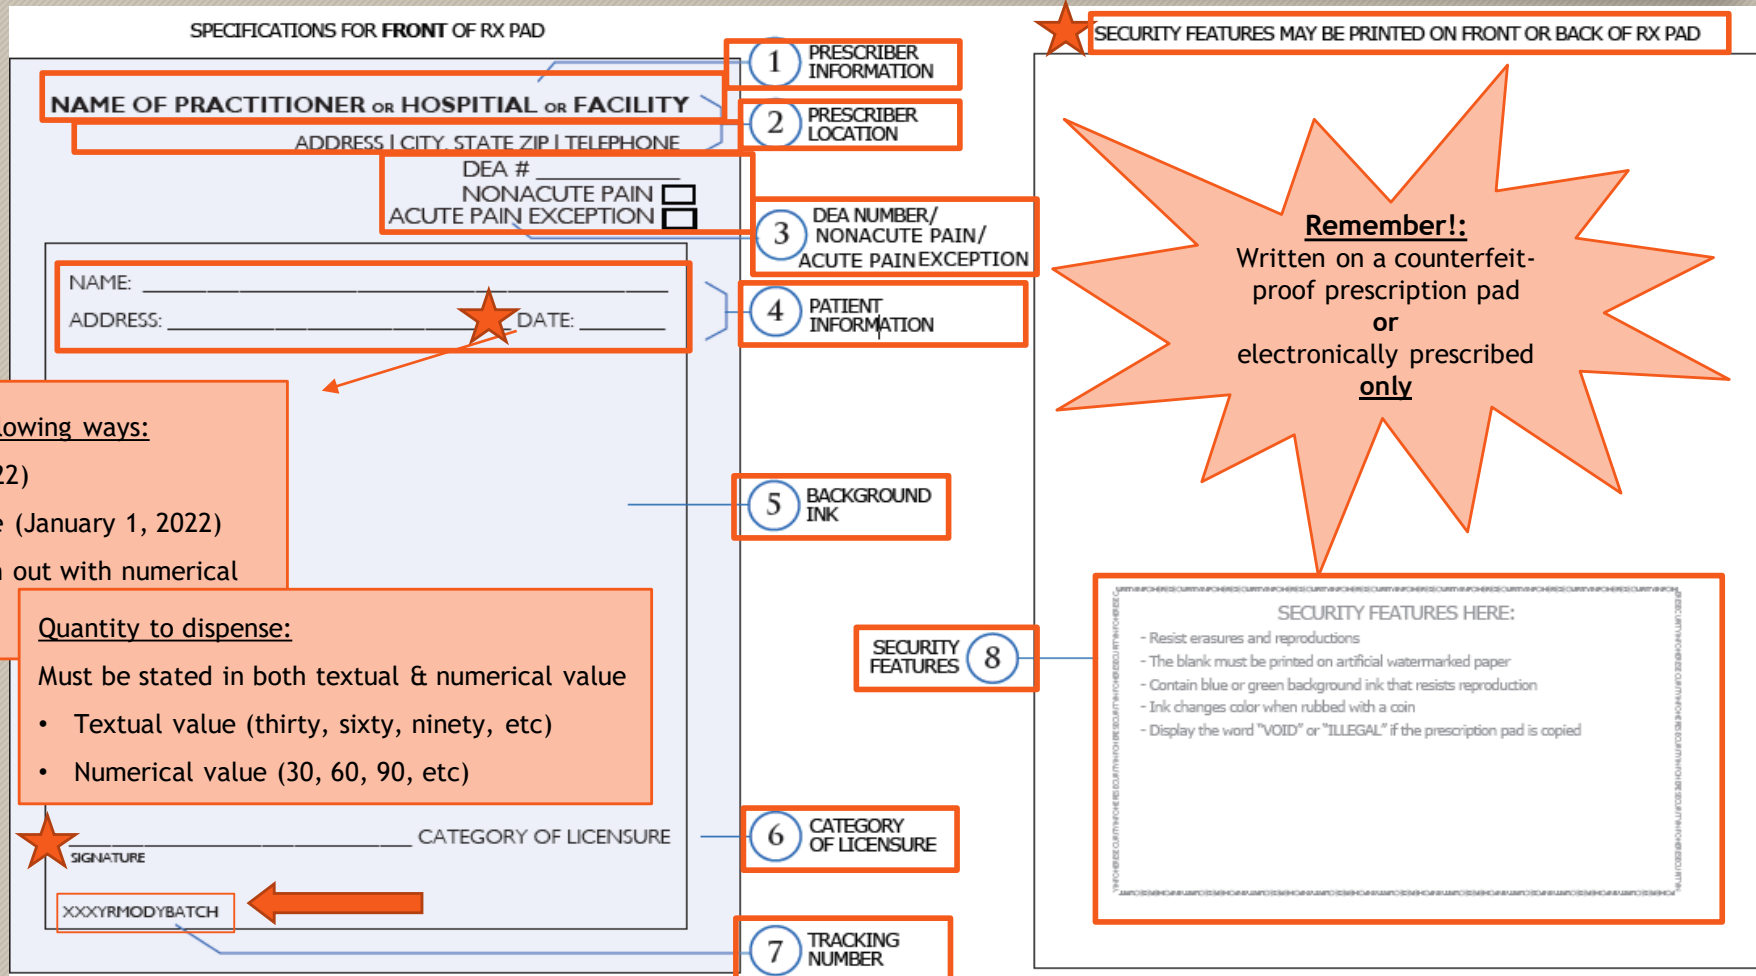 SPECIFICATIONS FOR FRONT OF RX PAD
NAME OF PRACTITIONER OR HOSPITIAL OR FACILITY
ADDRESS | CITY, STATE ZIP | TELEPHONE
DEA #
NONACUTE PAIN
ACUTE PAIN EXCEPTION
NAME:
ADDRESS: DATE:
lowing ways:
22)
e (January 1, 2022)
n out with numerical
Quantity to dispense:
Must be stated in both textual & numerical value
• Textual value (thirty, sixty, ninety, etc)
• Numerical value (30, 60, 90, etc)
CATEGORY OF LICENSURE
SIGNATURE
XXXYRMODYBATCH
1 PRESCRIBER
INFORMATION
2 PRESCRIBER
LOCATION
3 DEA NUMBER/
NONACUTE PAIN/
ACUTE PAIN EXCEPTION
4 PATIENT
INFORMATION
5 BACKGROUND
INK
6 CATEGORY
OF LICENSURE
7 TRACKING
NUMBER
SECURITY
FEATURES 8
SECURITY FEATURES MAY BE PRINTED ON FRONT OR BACK OF RX PAD
Remember!:
Written on a counterfeit-
proof prescription pad
or
electronically prescribed
only
SECURITY FEATURES HERE:
- Resist erasures and reproductions
- The blank must be printed on artificial watermarked paper
- Contain blue or green background ink that resists reproduction
- Ink changes color when rubbed with a coin
- Display the word "VOID" or "ILLEGAL" if the prescription pad is copied